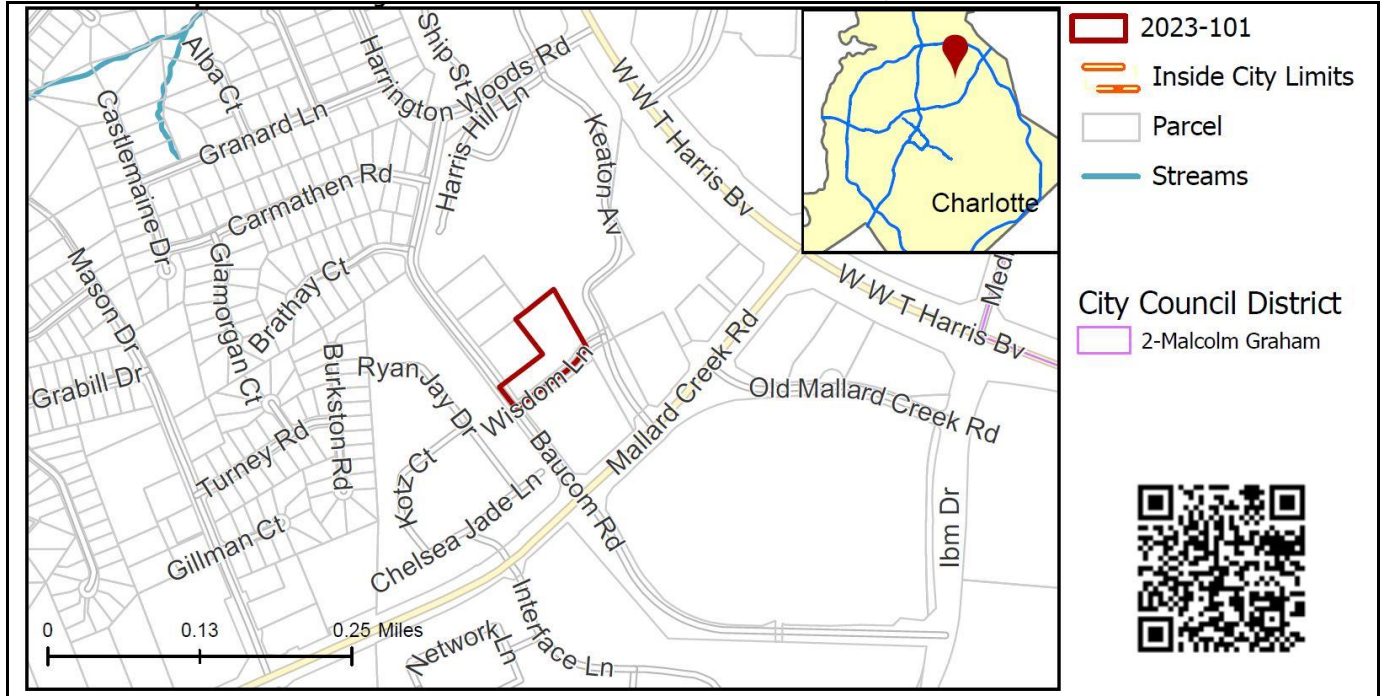 Alba Ct
Ship St
Harrington Woods Rd
W W T Harris Bv
Castlemaine Dr
Granard Ln
Harris Hill Ln
Keaton Av
Carmathen Rd
Mason Dr
Glamorgan Ct
Brathay Ct
Burkston Rd
Ryan Jay Dr
Grabill Dr
Wisdom Ln
Mallard Creek Rd
W W T Harris Bv
Med
Old Mallard Creek Rd
Turney Rd
Kotz Ct
Baucom Rd
Gillman Ct
Chelsea Jade Ln
Ibm Dr
Interface Ln
Network Ln
0 0.13 0.25 Miles
Charlotte
2023-101
Inside City Limits
Parcel
Streams
City Council District
2-Malcolm Graham